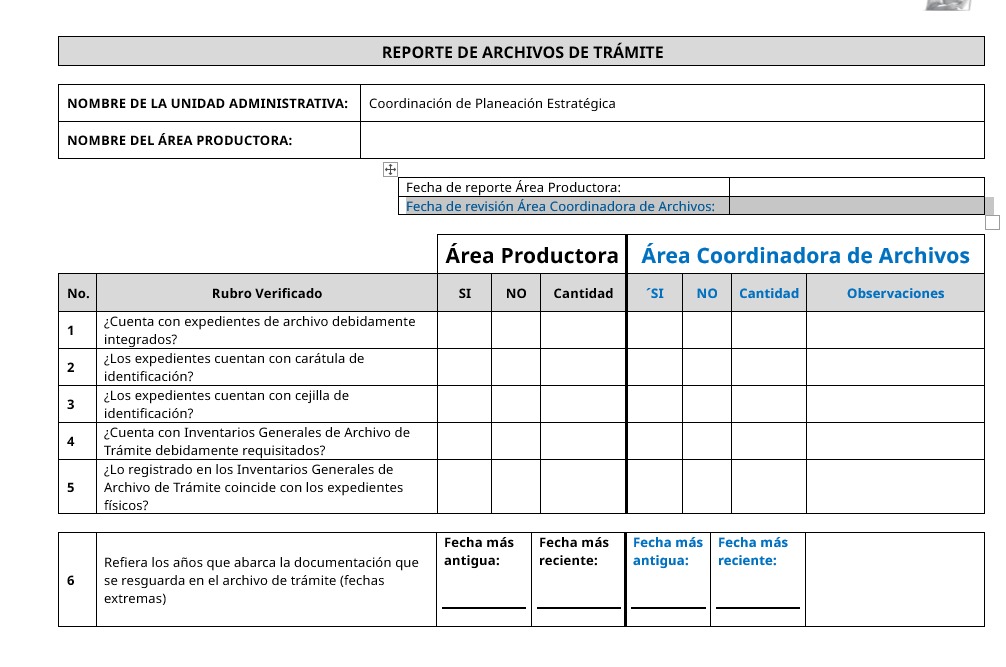 REPORTE DE ARCHIVOS DE TRÁMITE
NOMBRE DE LA UNIDAD ADMINISTRATIVA: Coordinación de Planeación Estratégica
NOMBRE DEL ÁREA PRODUCTORA:
Fecha de reporte Área Productora:
Fecha de revisión Área Coordinadora de Archivos:
Área Productora Área Coordinadora de Archivos
No. Rubro Verificado SI NO Cantidad ´SI NO Cantidad Observaciones
1 ¿Cuenta con expedientes de archivo debidamente
integrados?
2 ¿Los expedientes cuentan con carátula de
identificación?
3 ¿Los expedientes cuentan con cejilla de
identificación?
4 ¿Cuenta con Inventarios Generales de Archivo de
Trámite debidamente requisitados?
5 ¿Lo registrado en los Inventarios Generales de
Archivo de Trámite coincide con los expedientes
físicos?
6 Refiera los años que abarca la documentación que
se resguarda en el archivo de trámite (fechas
extremas)
Fecha más
antigua:
Fecha más
reciente:
Fecha más
antigua:
Fecha más
reciente: